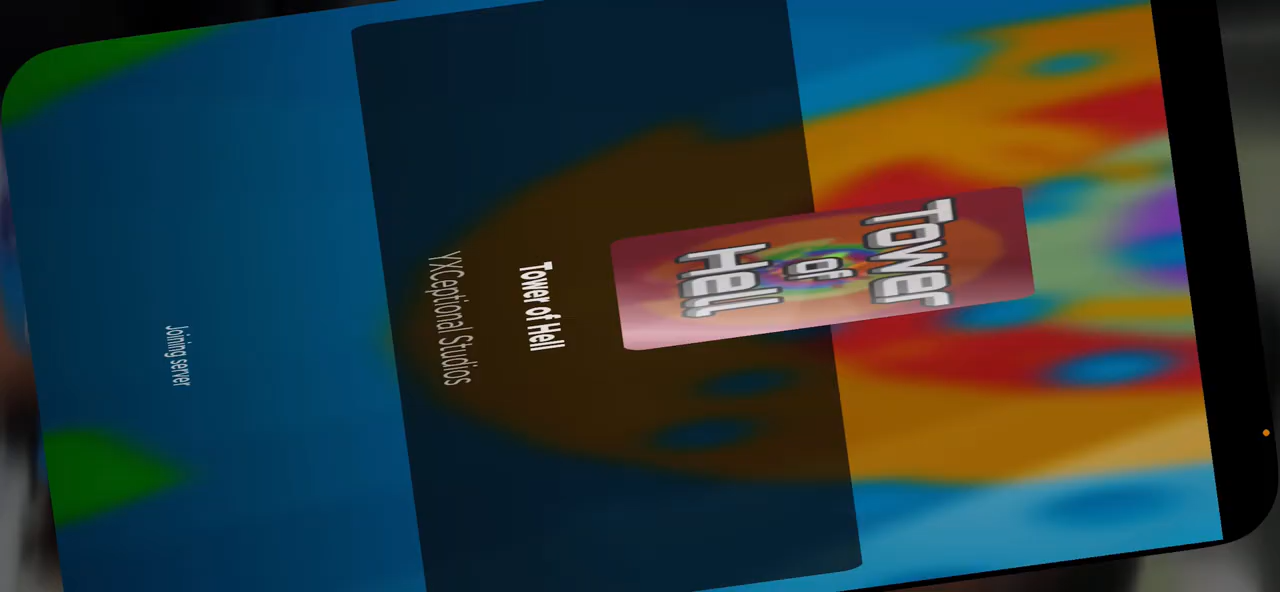 Tower
of
Hell
Tower of Hell
YXCeptional Studios
Joining server